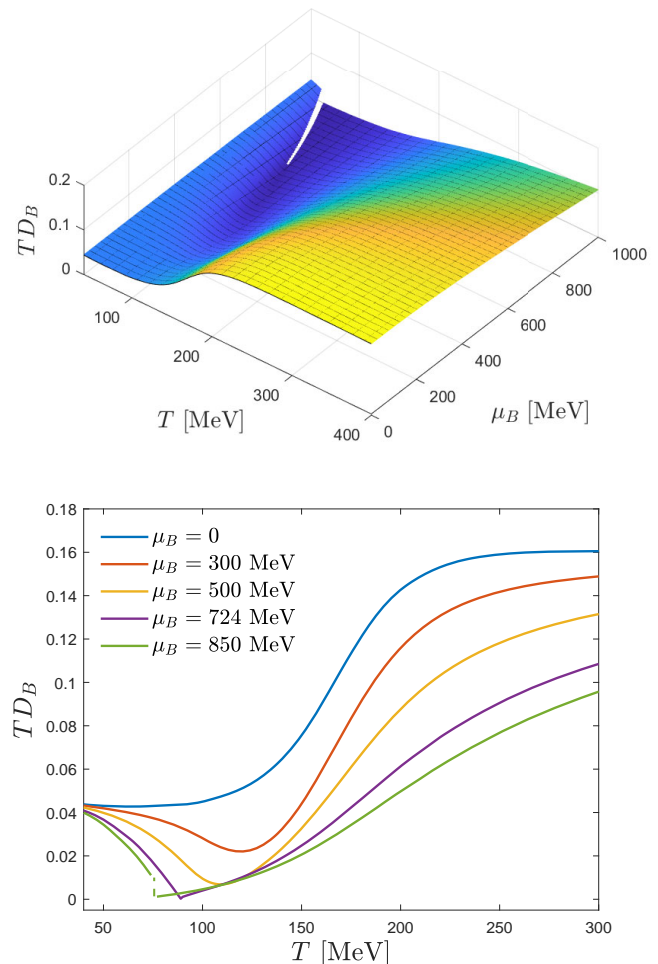 0.2
0.1
0
TD_B
100
200
300
400
T [MeV]
0
200
400
600
800
1000
μ_B [MeV]
0.18
0.16
0.14
0.12
0.1
0.08
0.06
0.04
0.02
0
TD_B
μ_B = 0
μ_B = 300 MeV
μ_B = 500 MeV
μ_B = 724 MeV
μ_B = 850 MeV
50 100 150 200 250 300
T [MeV]